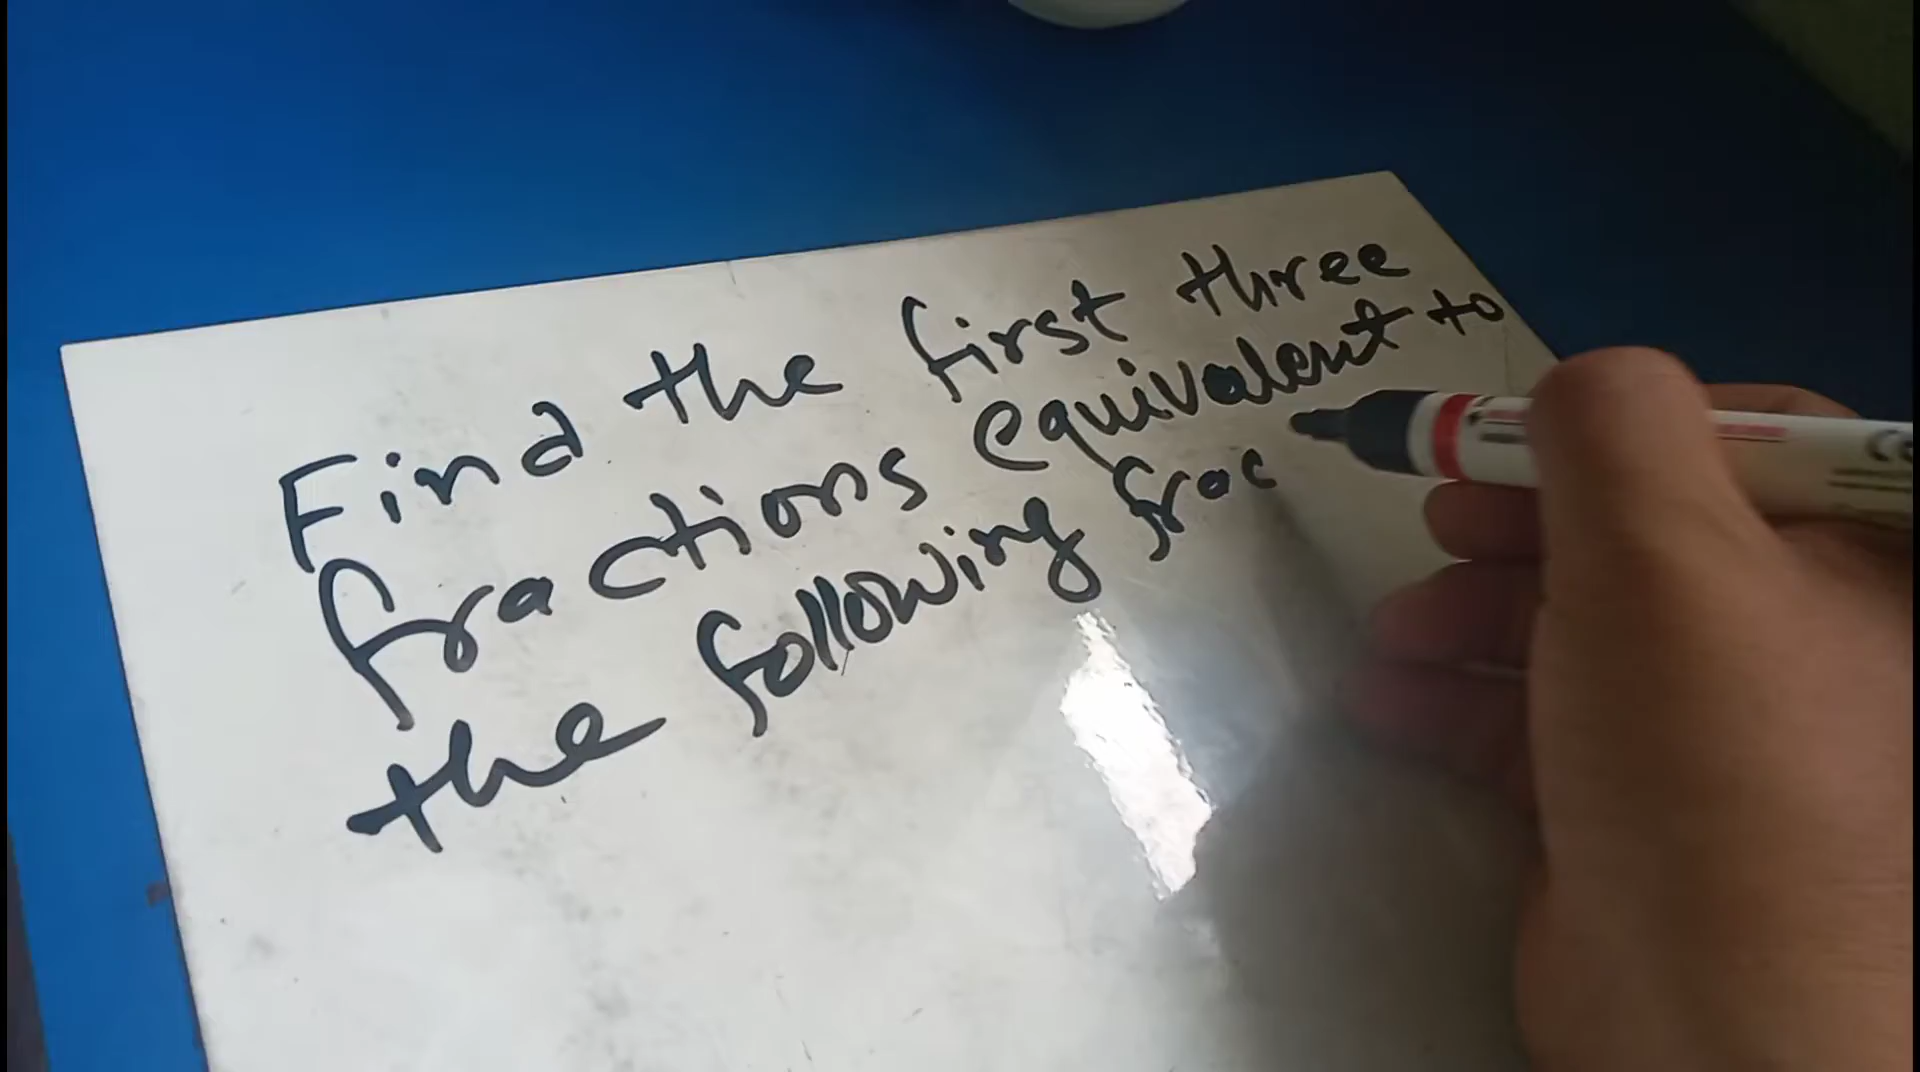 Find the first three
fractions equivalent to
the following frac